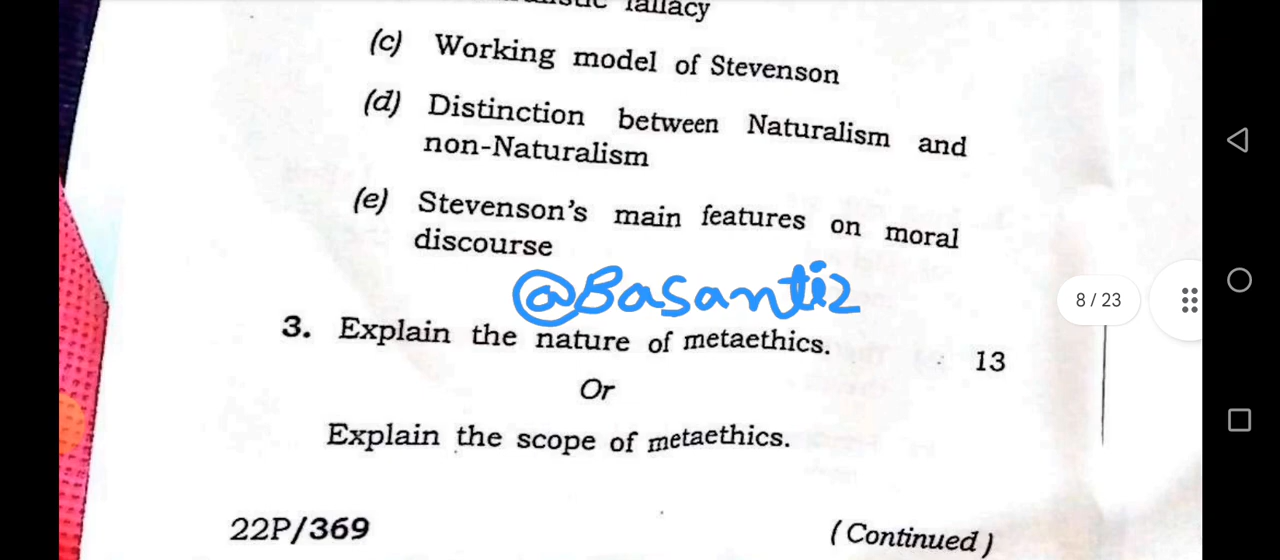 fallacy
(c) Working model of Stevenson
(d) Distinction between Naturalism and
non-Naturalism
(e) Stevenson's main features on moral
discourse
@Basanti2
3. Explain the nature of metaethics. 13
Or
Explain the scope of metaethics.
22P/369 (Continued)
8 / 23